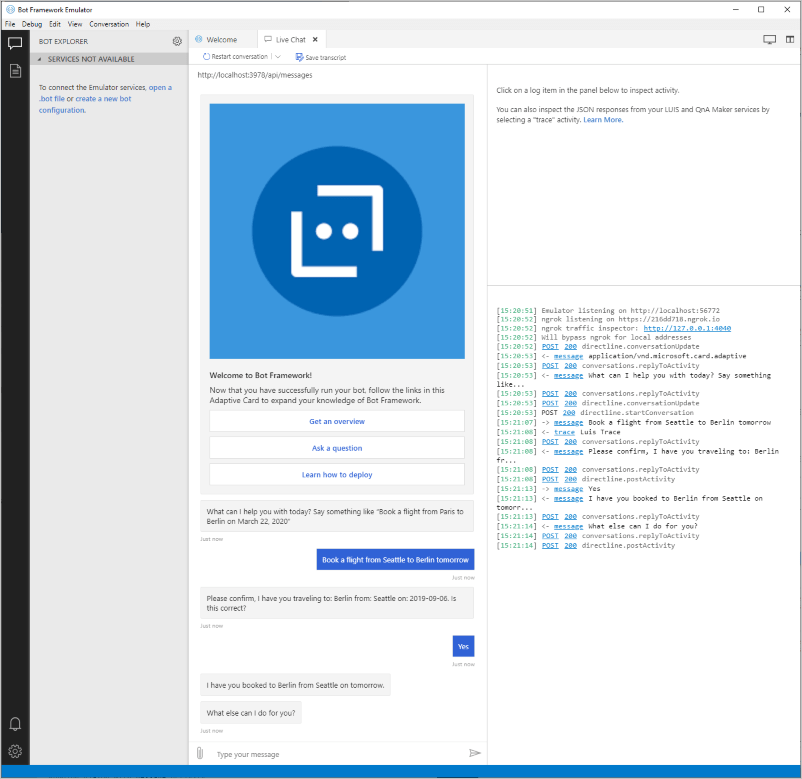 Bot Framework Emulator
File Debug Edit View Conversation Help
BOT EXPLORER
SERVICES NOT AVAILABLE
To connect the Emulator services, open a
.bot file or create a new bot
configuration.
Welcome
Live Chat
Restart conversation
Save transcript
http://localhost:3978/api/messages
Welcome to Bot Framework!
Now that you have successfully run your bot, follow the links in this
Adaptive Card to expand your knowledge of Bot Framework.
Get an overview
Ask a question
Learn how to deploy
What can I help you with today? Say something like "Book a flight from Paris to
Berlin on March 22, 2020"
Just now
Book a flight from Seattle to Berlin tomorrow
Just now
Please confirm, I have you traveling to: Berlin from: Seattle on: 2019-09-06. Is
this correct?
Just now
Yes
Just now
I have you booked to Berlin from Seattle on tomorrow.
What else can I do for you?
Just now
Type your message
Click on a log item in the panel below to inspect activity.
You can also inspect the JSON responses from your LUIS and QnA Maker services by
selecting a "trace" activity. Learn More.
[15:20:51] Emulator listening on http://localhost:56772
[15:20:52] ngrok listening on https://216dd718.ngrok.io
[15:20:52] ngrok traffic inspector: http://127.0.0.1:4040
[15:20:52] Will bypass ngrok for local addresses
[15:20:52] POST 200 directline.conversationUpdate
[15:20:53] <- message application/vnd.microsoft.card.adaptive
[15:20:53] POST 200 conversations.replyToActivity
[15:20:53] <- message What can I help you with today? Say something
like...
[15:20:53] POST 200 conversations.replyToActivity
[15:20:53] POST 200 directline.conversationUpdate
[15:20:53] POST 200 directline.startConversation
[15:21:07] -> message Book a flight from Seattle to Berlin tomorrow
[15:21:08] <- trace Luis Trace
[15:21:08] POST 200 conversations.replyToActivity
[15:21:08] <- message Please confirm, I have you traveling to: Berlin
fr...
[15:21:08] POST 200 conversations.replyToActivity
[15:21:08] POST 200 directline.postActivity
[15:21:13] -> message Yes
[15:21:13] <- message I have you booked to Berlin from Seattle on
tomorr...
[15:21:13] POST 200 conversations.replyToActivity
[15:21:14] <- message What else can I do for you?
[15:21:14] POST 200 conversations.replyToActivity
[15:21:14] POST 200 directline.postActivity